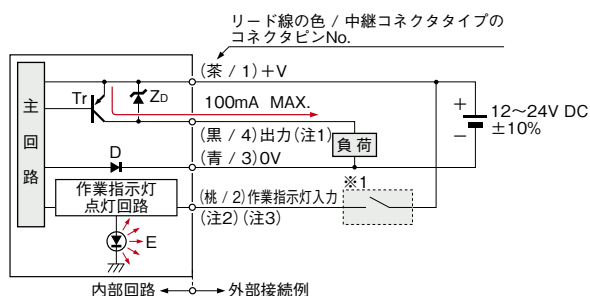 リード線の色 / 中継コネクタタイプの
コネクタピンNo.
(茶 / 1)+V
Tr
ZD
100mA MAX.
主回路
(黒 / 4)出力(注1)
負荷
+
−
12〜24V DC
±10%
D
(青 / 3)0V
作業指示灯
点灯回路
(桃 / 2)作業指示灯入力
(注2)(注3)
※1
E
内部回路
外部接続例